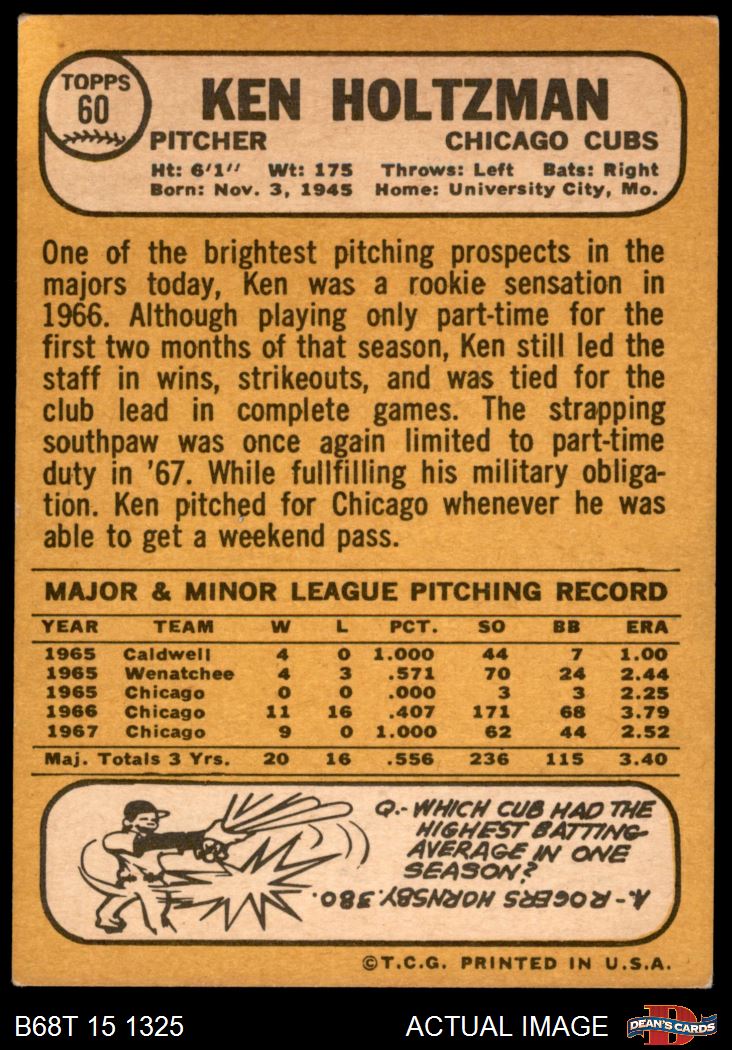 TOPPS
60
KEN HOLTZMAN
PITCHER CHICAGO CUBS
Ht: 6'1" Wt: 175 Throws: Left Bats: Right
Born: Nov. 3, 1945 Home: University City, Mo.
One of the brightest pitching prospects in the
majors today, Ken was a rookie sensation in
1966. Although playing only part-time for the
first two months of that season, Ken still led the
staff in wins, strikeouts, and was tied for the
club lead in complete games. The strapping
southpaw was once again limited to part-time
duty in '67. While fullfilling his military obliga-
tion. Ken pitched for Chicago whenever he was
able to get a weekend pass.
MAJOR & MINOR LEAGUE PITCHING RECORD
YEAR TEAM W L PCT. SO BB ERA
1965 Caldwell 4 0 1.000 44 7 1.00
1965 Wenatchee 4 3 .571 70 24 2.44
1965 Chicago 0 0 .000 3 3 2.25
1966 Chicago 11 16 .407 171 68 3.79
1967 Chicago 9 0 1.000 62 44 2.52
Maj. Totals 3 Yrs. 20 16 .556 236 115 3.40
Q.- WHICH CUB HAD THE
HIGHEST BATTING
AVERAGE IN ONE
SEASON?
A.- ROGERS HORNSBY .380.
©T.C.G. PRINTED IN U.S.A.
B68T 15 1325 ACTUAL IMAGE
DEAN'S CARDS